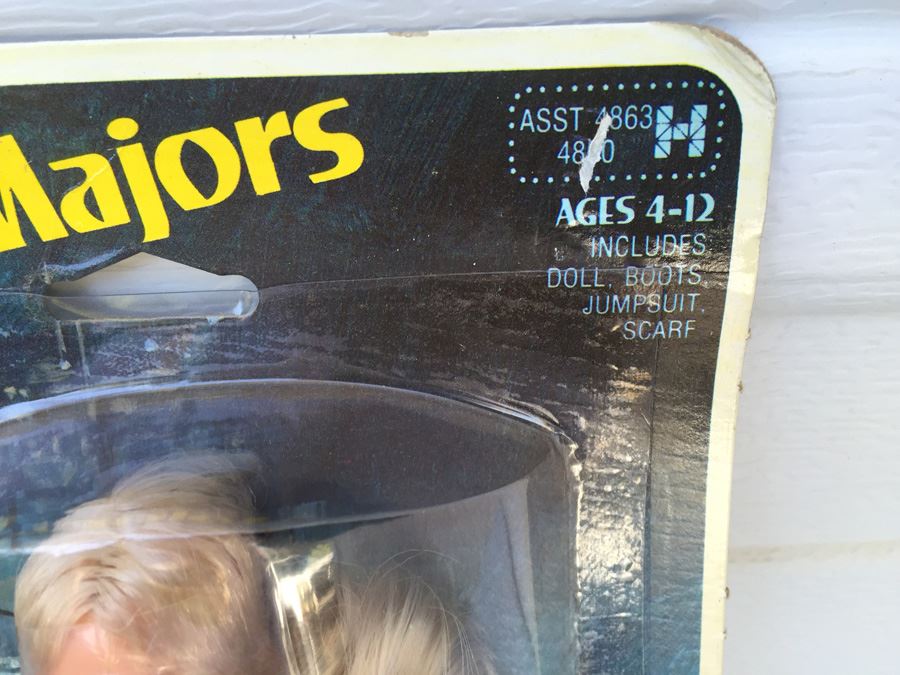 Majors
ASST 4863
AGES 4-12
INCLUDES
DOLL, BOOTS
JUMPSUIT,
SCARF